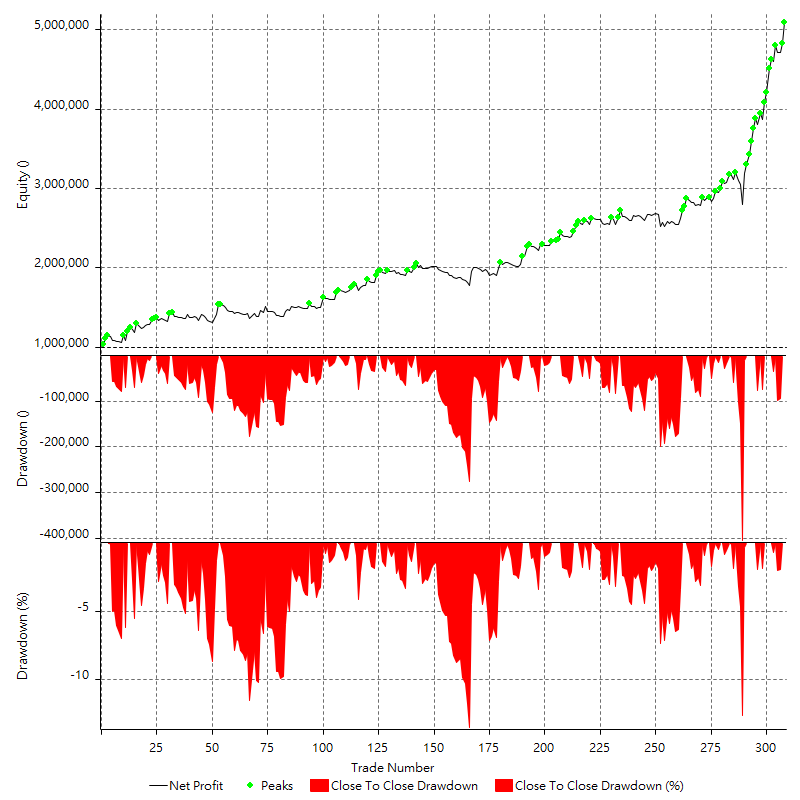 5,000,000
4,000,000
3,000,000
2,000,000
1,000,000
Equity ()
-100,000
-200,000
-300,000
-400,000
Drawdown ()
-5
-10
Drawdown (%)
25 50 75 100 125 150 175 200 225 250 275 300
Trade Number
Net Profit Peaks Close To Close Drawdown Close To Close Drawdown (%)